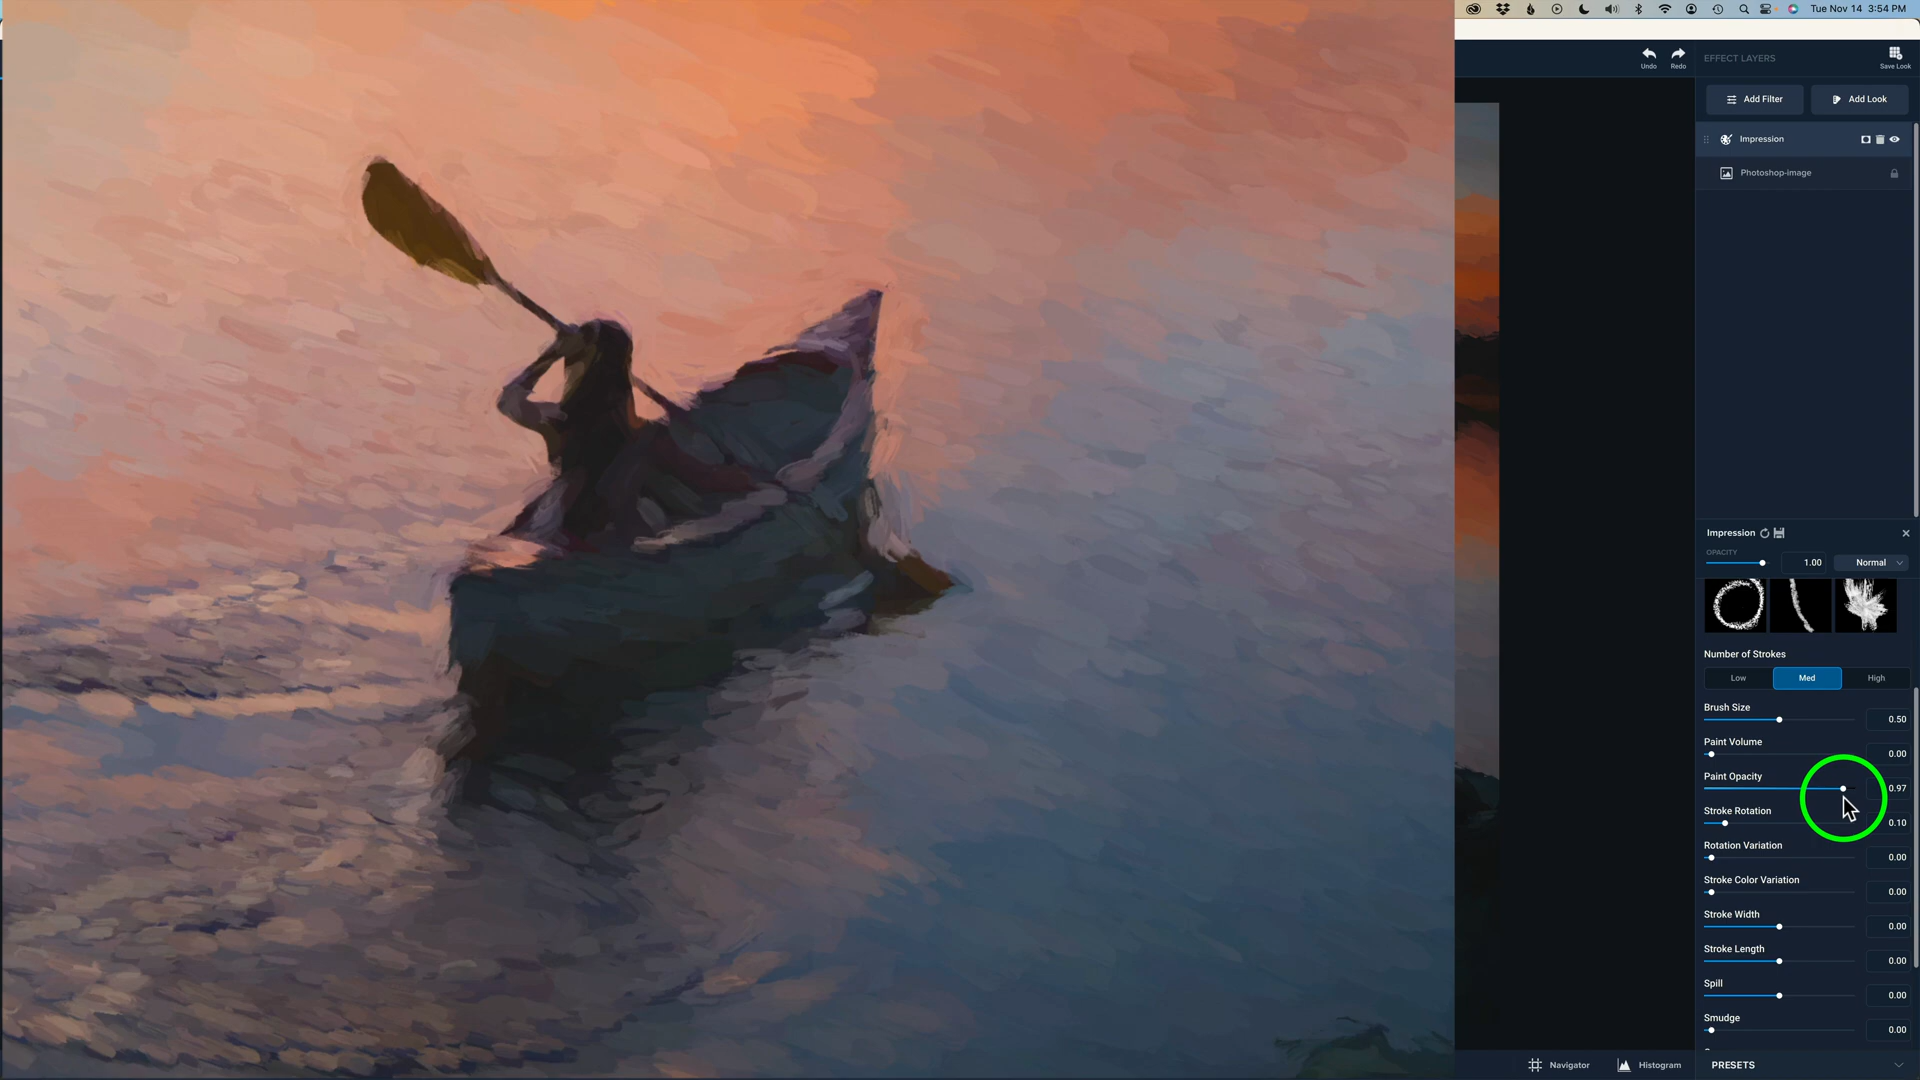 Tue Nov 14 3:54 PM
Undo
Redo
EFFECT LAYERS
Save Look
Add Filter
Add Look
Impression
Photoshop-image
Impression
OPACITY
1.00
Normal
Number of Strokes
Low
Med
High
Brush Size
0.50
Paint Volume
0.00
Paint Opacity
0.97
Stroke Rotation
0.10
Rotation Variation
0.00
Stroke Color Variation
0.00
Stroke Width
0.00
Stroke Length
0.00
Spill
0.00
Smudge
0.00
Navigator
Histogram
PRESETS